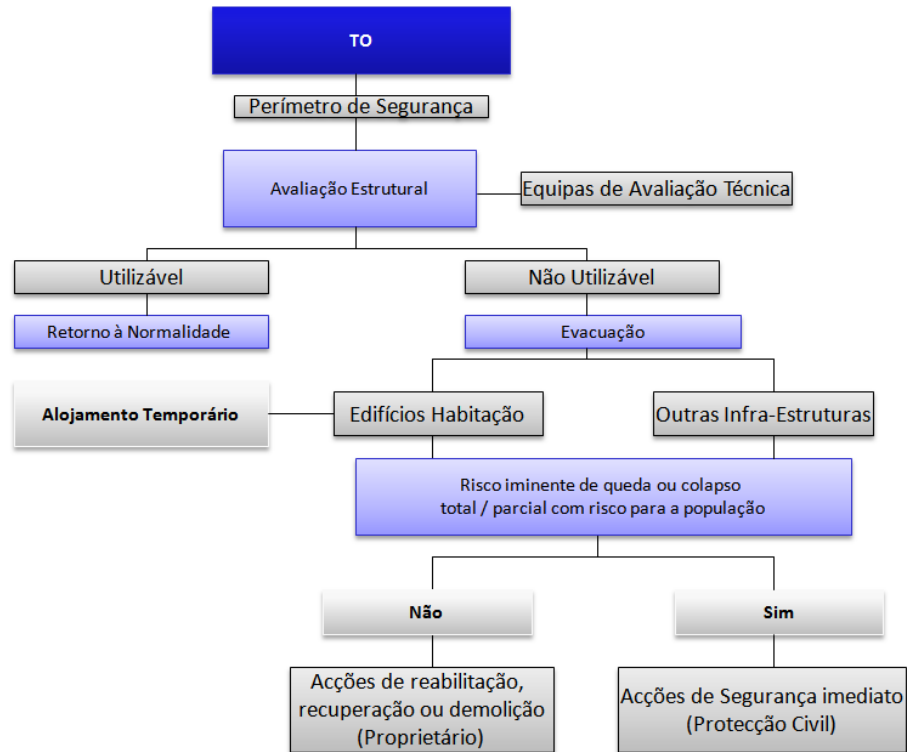 TO
Perímetro de Segurança
Avaliação Estrutural
Equipas de Avaliação Técnica
Utilizável
Não Utilizável
Retorno à Normalidade
Evacuação
Alojamento Temporário
Edifícios Habitação
Outras Infra-Estruturas
Risco iminente de queda ou colapso
total / parcial com risco para a população
Não
Sim
Acções de reabilitação,
recuperação ou demolição
(Proprietário)
Acções de Segurança imediato
(Protecção Civil)